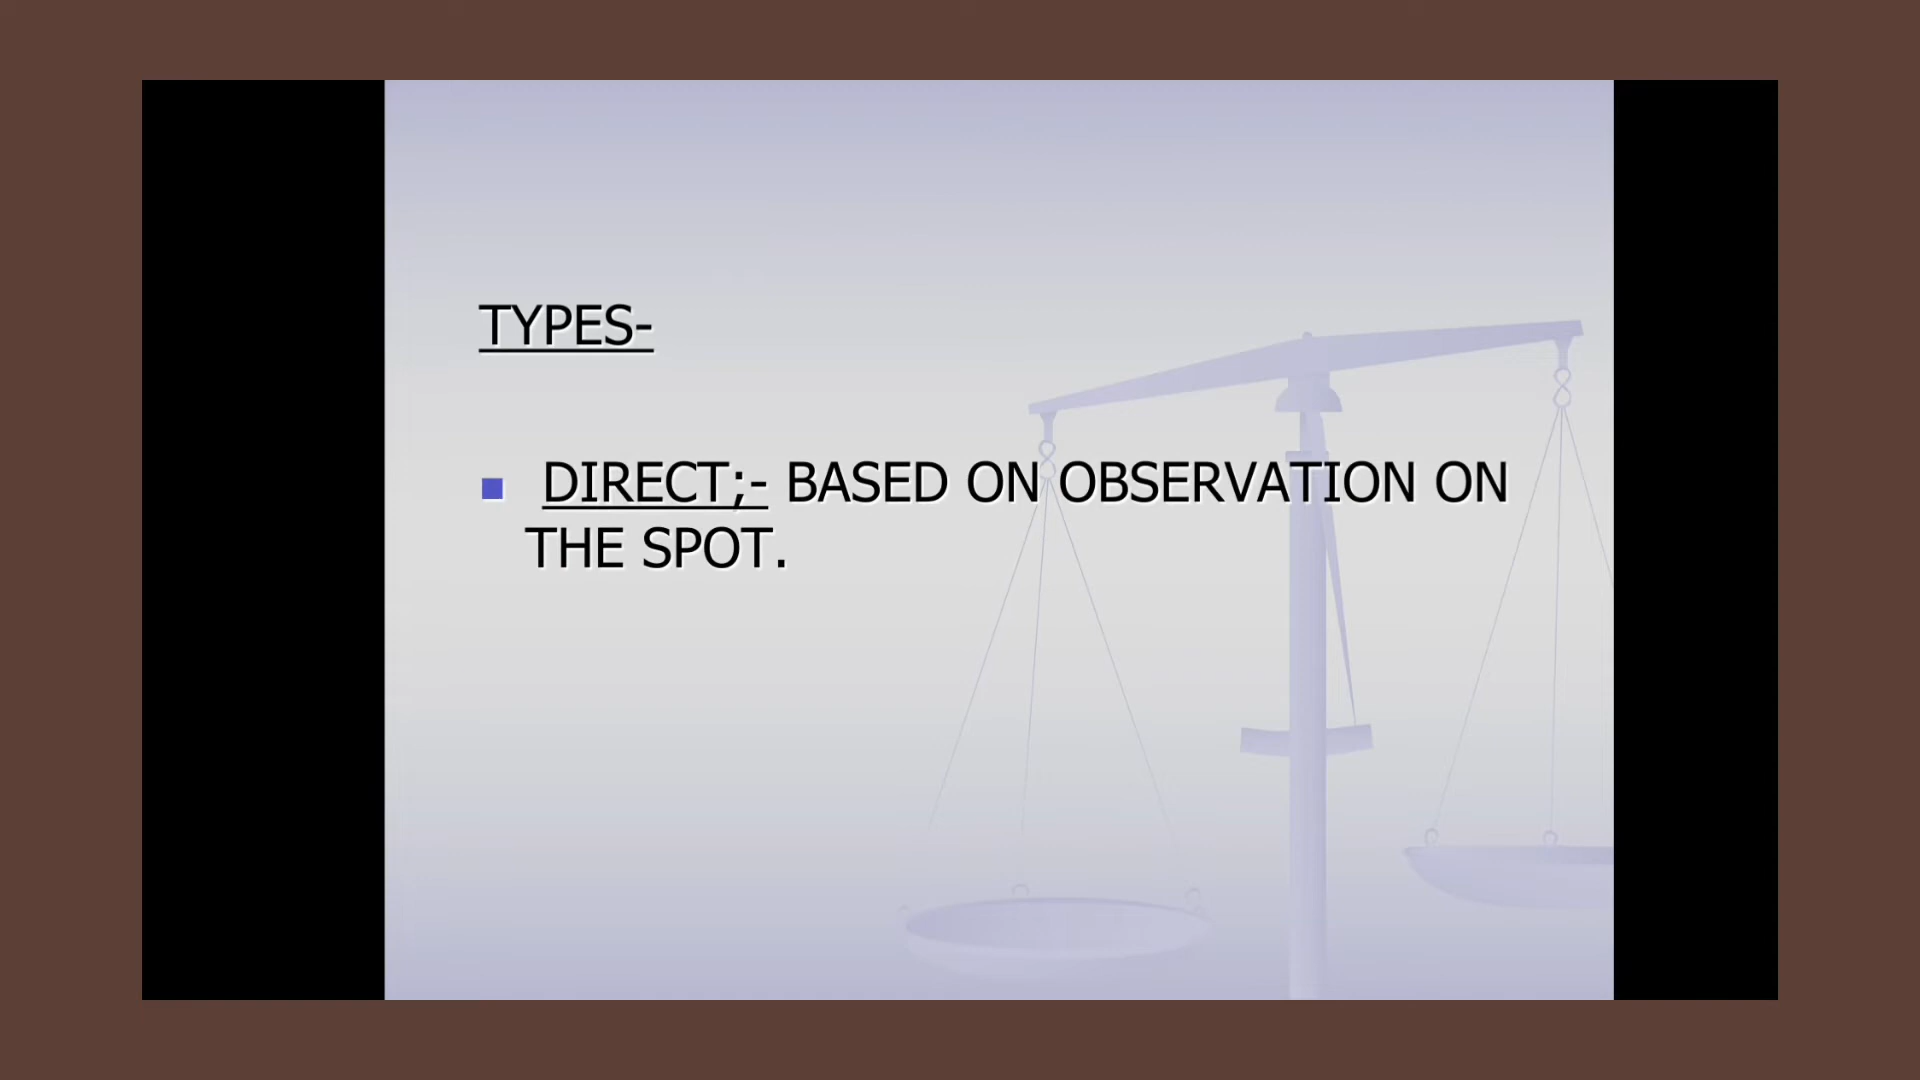 TYPES-
DIRECT;- BASED ON OBSERVATION ON
THE SPOT.